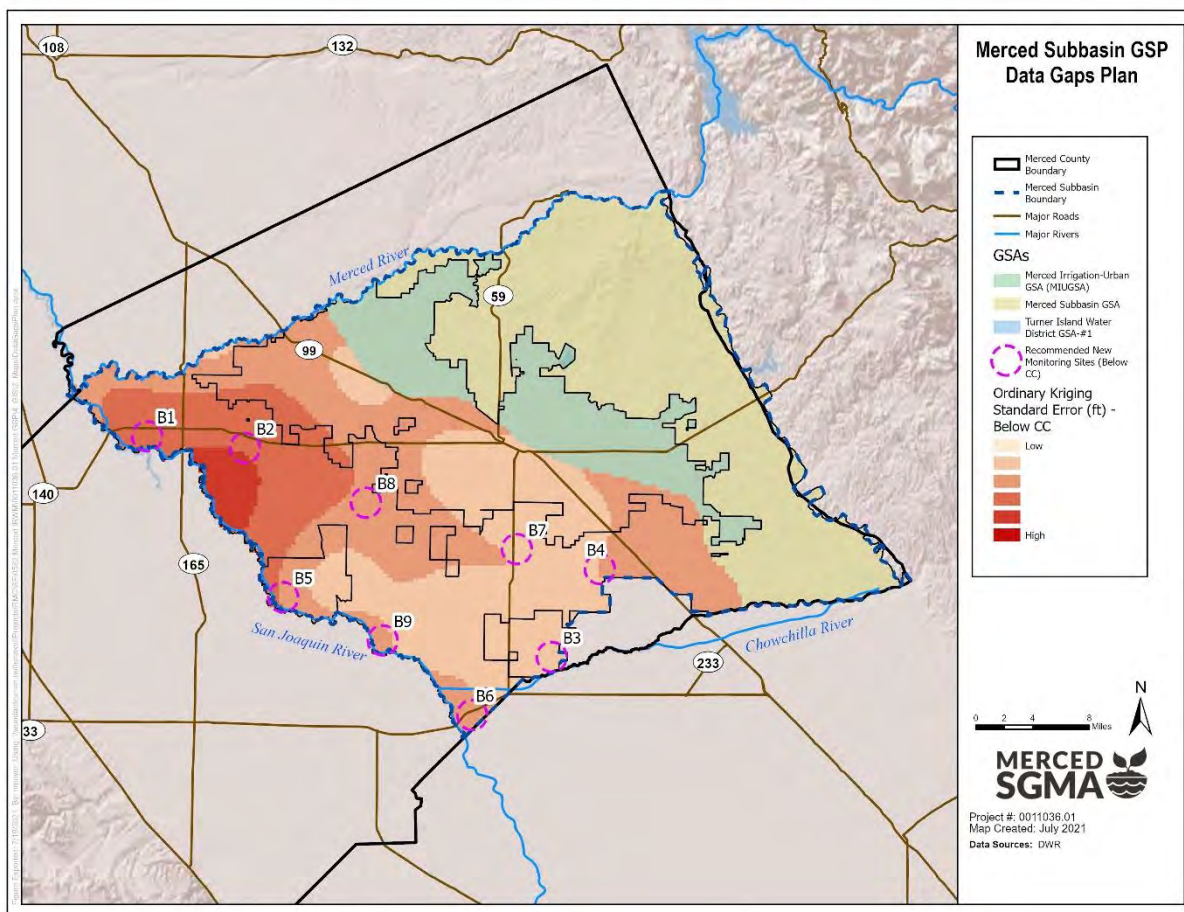 Merced Subbasin GSP
Data Gaps Plan
Merced County
Boundary
Merced Subbasin
Boundary
Major Roads
Major Rivers
GSAs
Merced Irrigation-Urban
GSA (MIUGSA)
Merced Subbasin GSA
Turner Island Water
District GSA-#1
Recommended New
Monitoring Sites (Below
CC)
Ordinary Kriging
Standard Error (ft) -
Below CC
Low
High
N
0 2 4 8
Miles
MERCED
SGMA
Project #: 0011036.01
Map Created: July 2021
Data Sources: DWR
108
132
Merced River
59
99
B1
B2
140
B8
B7
B4
165
B5
B9
San Joaquin River
B3
Chowchilla River
233
B6
33